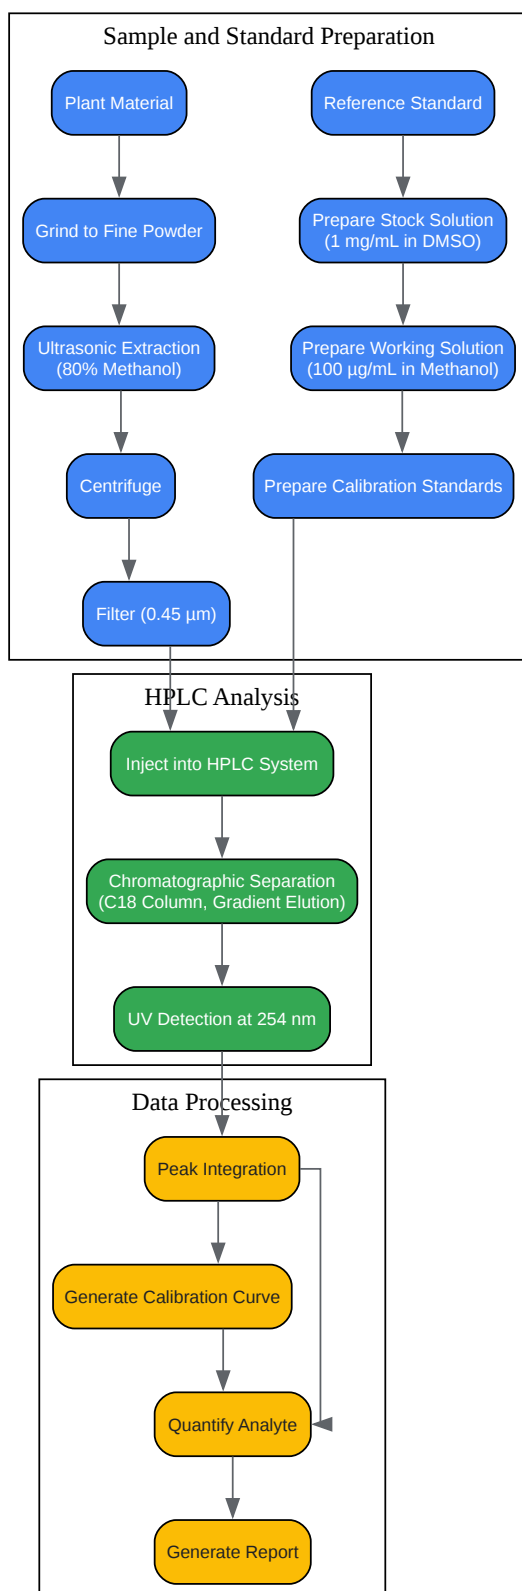 Sample and Standard Preparation
Plant Material
Reference Standard
Grind to Fine Powder
Prepare Stock Solution
(1 mg/mL in DMSO)
Ultrasonic Extraction
(80% Methanol)
Prepare Working Solution
(100 µg/mL in Methanol)
Centrifuge
Prepare Calibration Standards
Filter (0.45 µm)
HPLC Analysis
Inject into HPLC System
Chromatographic Separation
(C18 Column, Gradient Elution)
UV Detection at 254 nm
Data Processing
Peak Integration
Generate Calibration Curve
Quantify Analyte
Generate Report